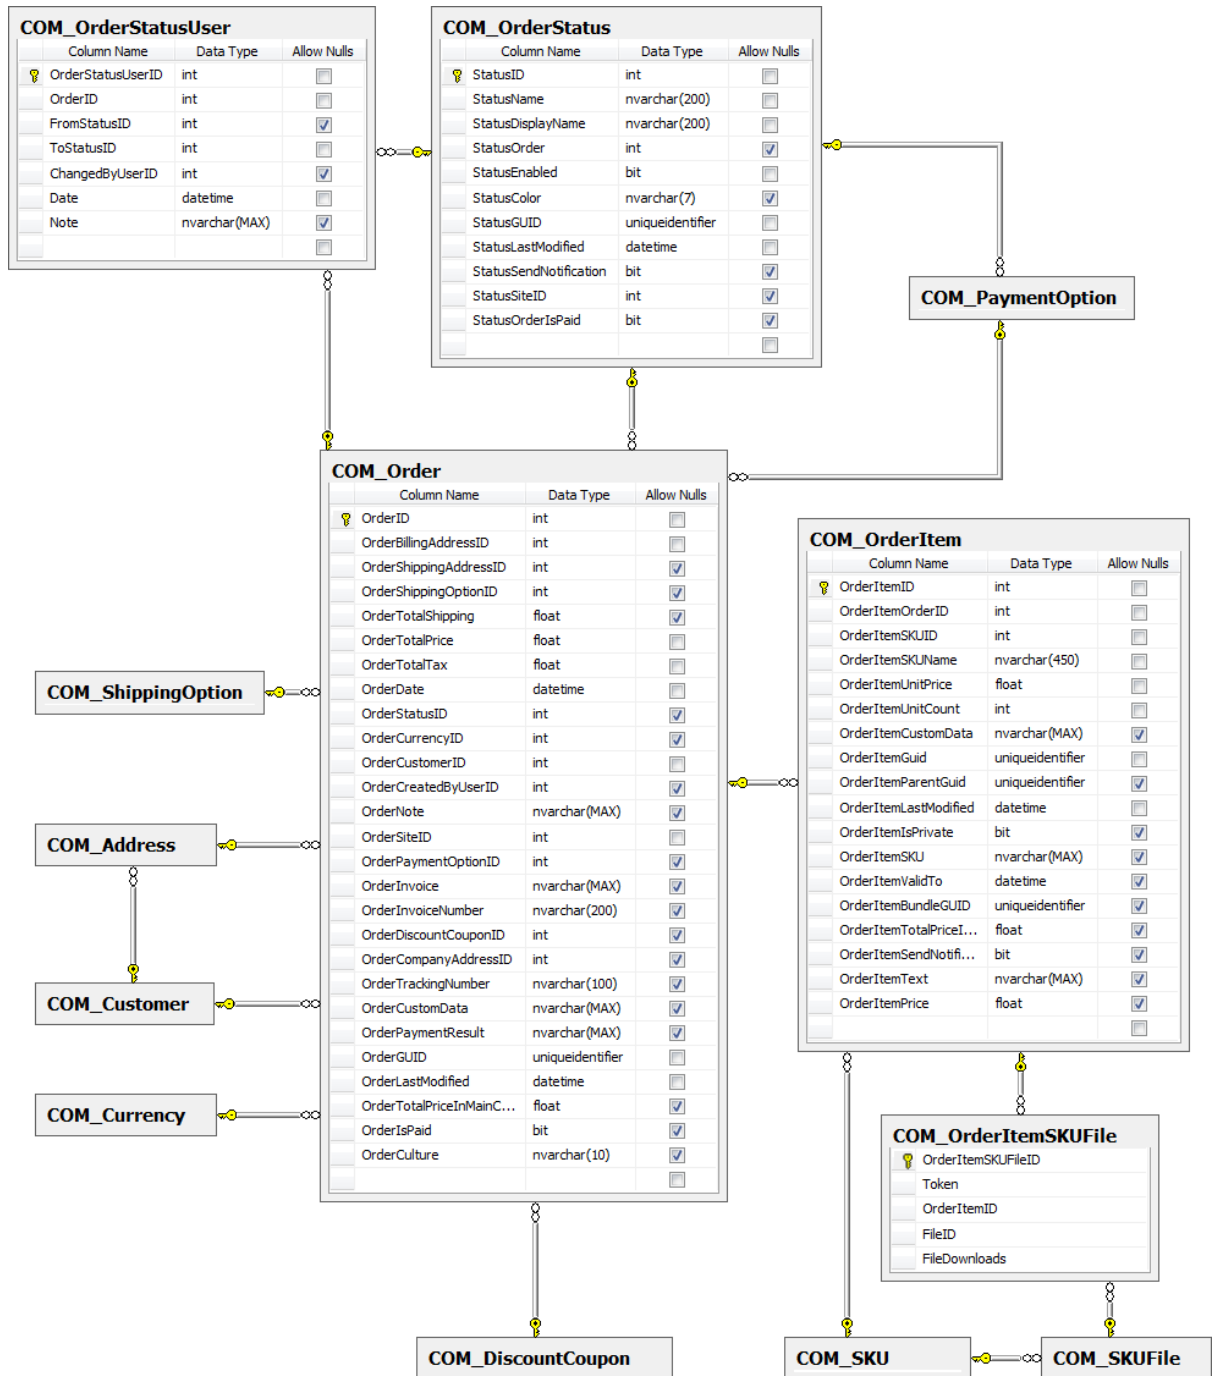 COM_OrderStatusUser
Column Name Data Type Allow Nulls
OrderStatusUserID int
OrderID int
FromStatusID int
ToStatusID int
ChangedByUserID int
Date datetime
Note nvarchar(MAX)
COM_OrderStatus
Column Name Data Type Allow Nulls
StatusID int
StatusName nvarchar(200)
StatusDisplayName nvarchar(200)
StatusOrder int
StatusEnabled bit
StatusColor nvarchar(7)
StatusGUID uniqueidentifier
StatusLastModified datetime
StatusSendNotification bit
StatusSiteID int
StatusOrderIsPaid bit
COM_PaymentOption
COM_Order
Column Name Data Type Allow Nulls
OrderID int
OrderBillingAddressID int
OrderShippingAddressID int
OrderShippingOptionID int
OrderTotalShipping float
OrderTotalPrice float
OrderTotalTax float
OrderDate datetime
OrderStatusID int
OrderCurrencyID int
OrderCustomerID int
OrderCreatedByUserID int
OrderNote nvarchar(MAX)
OrderSiteID int
OrderPaymentOptionID int
OrderInvoice nvarchar(MAX)
OrderInvoiceNumber nvarchar(200)
OrderDiscountCouponID int
OrderCompanyAddressID int
OrderTrackingNumber nvarchar(100)
OrderCustomData nvarchar(MAX)
OrderPaymentResult nvarchar(MAX)
OrderGUID uniqueidentifier
OrderLastModified datetime
OrderTotalPriceInMainC... float
OrderIsPaid bit
OrderCulture nvarchar(10)
COM_OrderItem
Column Name Data Type Allow Nulls
OrderItemID int
OrderItemOrderID int
OrderItemSKUID int
OrderItemSKUName nvarchar(450)
OrderItemUnitPrice float
OrderItemUnitCount int
OrderItemCustomData nvarchar(MAX)
OrderItemGuid uniqueidentifier
OrderItemParentGuid uniqueidentifier
OrderItemLastModified datetime
OrderItemIsPrivate bit
OrderItemSKU nvarchar(MAX)
OrderItemValidTo datetime
OrderItemBundleGUID uniqueidentifier
OrderItemTotalPriceI... float
OrderItemSendNotifi... bit
OrderItemText nvarchar(MAX)
OrderItemPrice float
COM_ShippingOption
COM_Address
COM_Customer
COM_Currency
COM_OrderItemSKUFile
OrderItemSKUFileID
Token
OrderItemID
FileID
FileDownloads
COM_DiscountCoupon
COM_SKU
COM_SKUFile